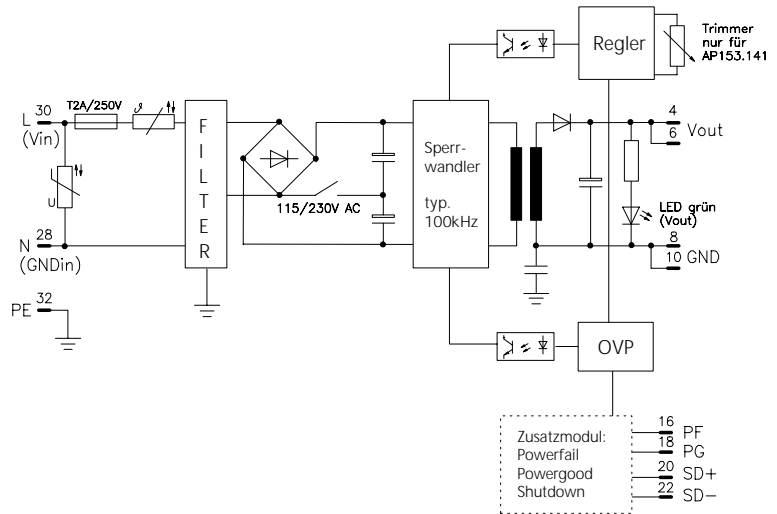 Regler
Trimmer
nur für
AP153.141
L 30
(Vin)
T2A/250V
ϑ
FILTER
Sperr-
wandler
typ.
100kHz
4
6
Vout
U
I
115/230V AC
LED grün
(Vout)
N 28
(GNDin)
8
10
GND
PE 32
OVP
Zusatzmodul:
Powerfail
Powergood
Shutdown
16 PF
18 PG
20 SD+
22 SD-